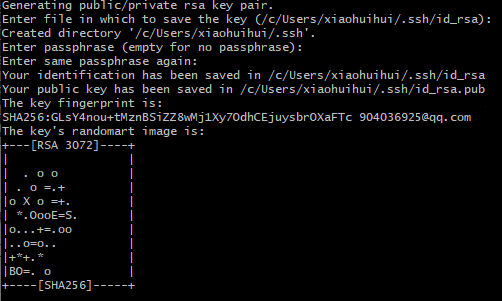 Generating public/private rsa key pair.
Enter file in which to save the key (/c/Users/xiaohuihui/.ssh/id_rsa):
Created directory '/c/Users/xiaohuihui/.ssh'.
Enter passphrase (empty for no passphrase):
Enter same passphrase again:
Your identification has been saved in /c/Users/xiaohuihui/.ssh/id_rsa
Your public key has been saved in /c/Users/xiaohuihui/.ssh/id_rsa.pub
The key fingerprint is:
SHA256:GLsY4nou+tMznBSiZZ8wMj1Xy7OdhCEjuysbrOXaFTc 904036925@qq.com
The key's randomart image is:
+---[RSA 3072]----+
|                 |
|  . o o          |
| . o =.+         |
|o X o =+.        |
| *.OooE=S.       |
|o...+=.oo        |
|..o=o..          |
|+*+.*            |
|BO=. o           |
+----[SHA256]-----+